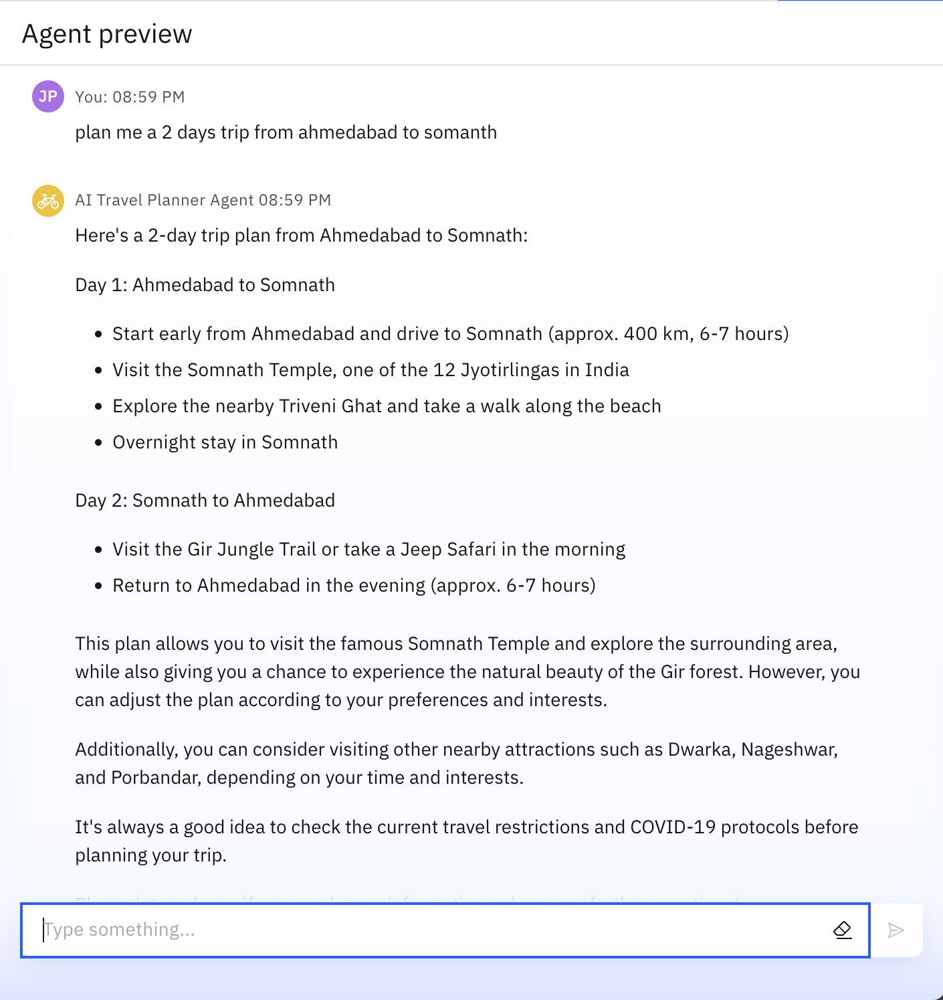 Agent preview
JP
You: 08:59 PM
plan me a 2 days trip from ahmedabad to somanth
AI Travel Planner Agent 08:59 PM
Here's a 2-day trip plan from Ahmedabad to Somnath:
Day 1: Ahmedabad to Somnath
• Start early from Ahmedabad and drive to Somnath (approx. 400 km, 6-7 hours)
• Visit the Somnath Temple, one of the 12 Jyotirlingas in India
• Explore the nearby Triveni Ghat and take a walk along the beach
• Overnight stay in Somnath
Day 2: Somnath to Ahmedabad
• Visit the Gir Jungle Trail or take a Jeep Safari in the morning
• Return to Ahmedabad in the evening (approx. 6-7 hours)
This plan allows you to visit the famous Somnath Temple and explore the surrounding area,
while also giving you a chance to experience the natural beauty of the Gir forest. However, you
can adjust the plan according to your preferences and interests.
Additionally, you can consider visiting other nearby attractions such as Dwarka, Nageshwar,
and Porbandar, depending on your time and interests.
It's always a good idea to check the current travel restrictions and COVID-19 protocols before
planning your trip.
Type something...